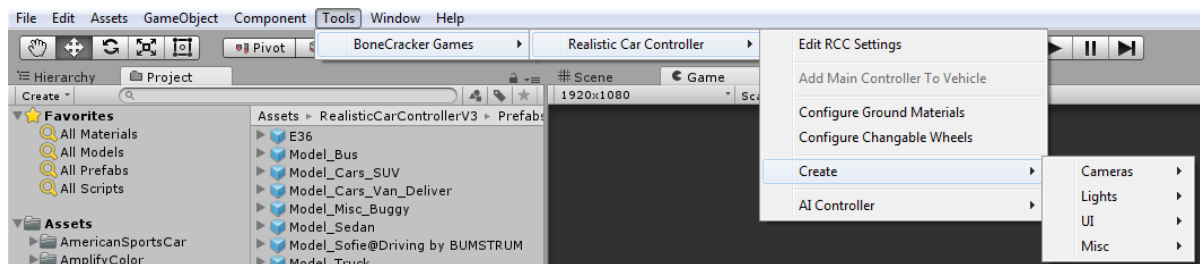 File Edit Assets GameObject Component Tools Window Help
Pivot
BoneCracker Games
Realistic Car Controller
Edit RCC Settings
Add Main Controller To Vehicle
Configure Ground Materials
Configure Changable Wheels
Create
AI Controller
Cameras
Lights
UI
Misc
Hierarchy Project
Create
Favorites
All Materials
All Models
All Prefabs
All Scripts
Assets
AmericanSportsCar
AmplifyColor
Assets RealisticCarControllerV3 Prefabs
E36
Model_Bus
Model_Cars_SUV
Model_Cars_Van_Deliver
Model_Misc_Buggy
Model_Sedan
Model_Sofie@Driving by BUMSTRUM
Model_Truck
Scene Game
1920x1080 Sca